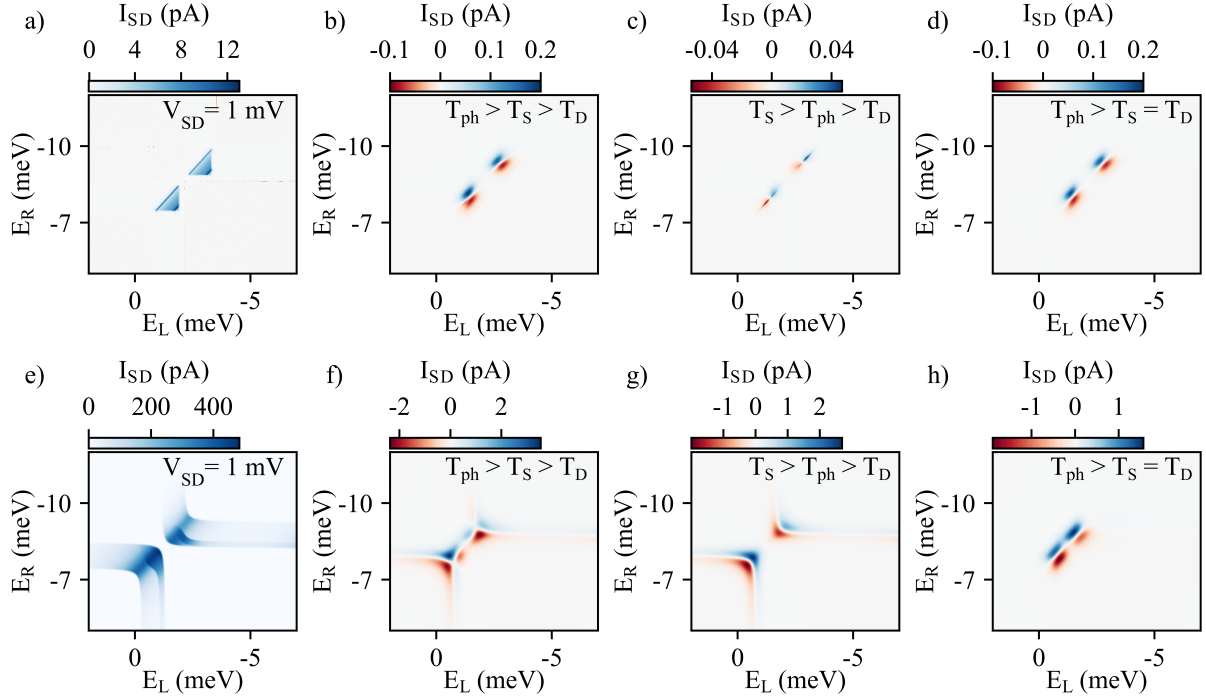 a)
I_SD (pA)
0 4 8 12
V_SD= 1 mV
-10
-7
E_R (meV)
0 -5
E_L (meV)
b)
I_SD (pA)
-0.1 0 0.1 0.2
T_ph > T_S > T_D
-10
-7
E_R (meV)
0 -5
E_L (meV)
c)
I_SD (pA)
-0.04 0 0.04
T_S > T_ph > T_D
-10
-7
E_R (meV)
0 -5
E_L (meV)
d)
I_SD (pA)
-0.1 0 0.1 0.2
T_ph > T_S = T_D
-10
-7
E_R (meV)
0 -5
E_L (meV)
e)
I_SD (pA)
0 200 400
V_SD= 1 mV
-10
-7
E_R (meV)
0 -5
E_L (meV)
f)
I_SD (pA)
-2 0 2
T_ph > T_S > T_D
-10
-7
E_R (meV)
0 -5
E_L (meV)
g)
I_SD (pA)
-1 0 1 2
T_S > T_ph > T_D
-10
-7
E_R (meV)
0 -5
E_L (meV)
h)
I_SD (pA)
-1 0 1
T_ph > T_S = T_D
-10
-7
E_R (meV)
0 -5
E_L (meV)